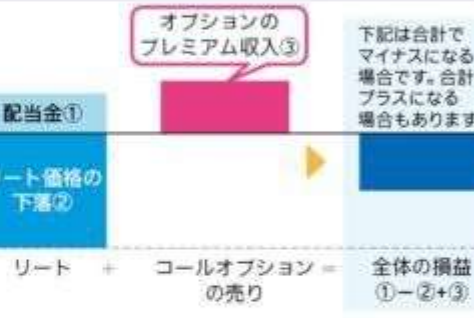 オプションの
プレミアム収入③
下記は合計で
マイナスになる
場合です。合計
プラスになる
場合もあります
配当金①
ート価格の
下落②
リート + コールオプション = 全体の損益
の売り ①－②+③